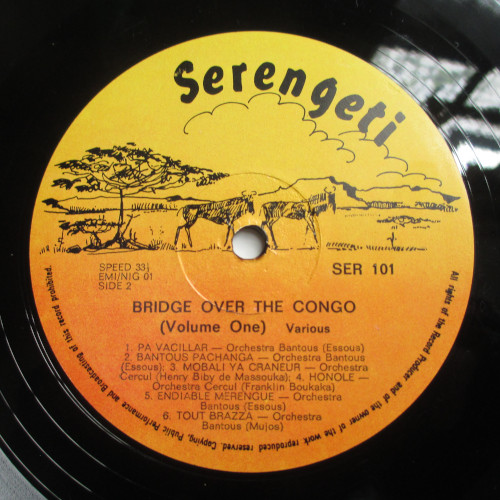 Serengeti
SPEED 33⅓
EMI/NIG 01
SIDE 2
SER 101
BRIDGE OVER THE CONGO
(Volume One) Various
1. PA VACILLAR — Orchestra Bantous (Essous)
2. BANTOUS PACHANGA — Orchestra Bantous
(Essous); 3. MOBALI YA CRANEUR — Orchestra
Cercul (Henry Biby de Massouka); 4. HONOLE —
Orchestra Cercul (Franklin Boukaka)
5. ENDIABLE MERENGUE — Orchestra
Bantous (Essous)
6. TOUT BRAZZA — Orchestra
Bantous (Mujos)
All rights of the Record Producer and of the owner of the work reproduced reserved. Copying, Public Performance and Broadcasting of this record prohibited.